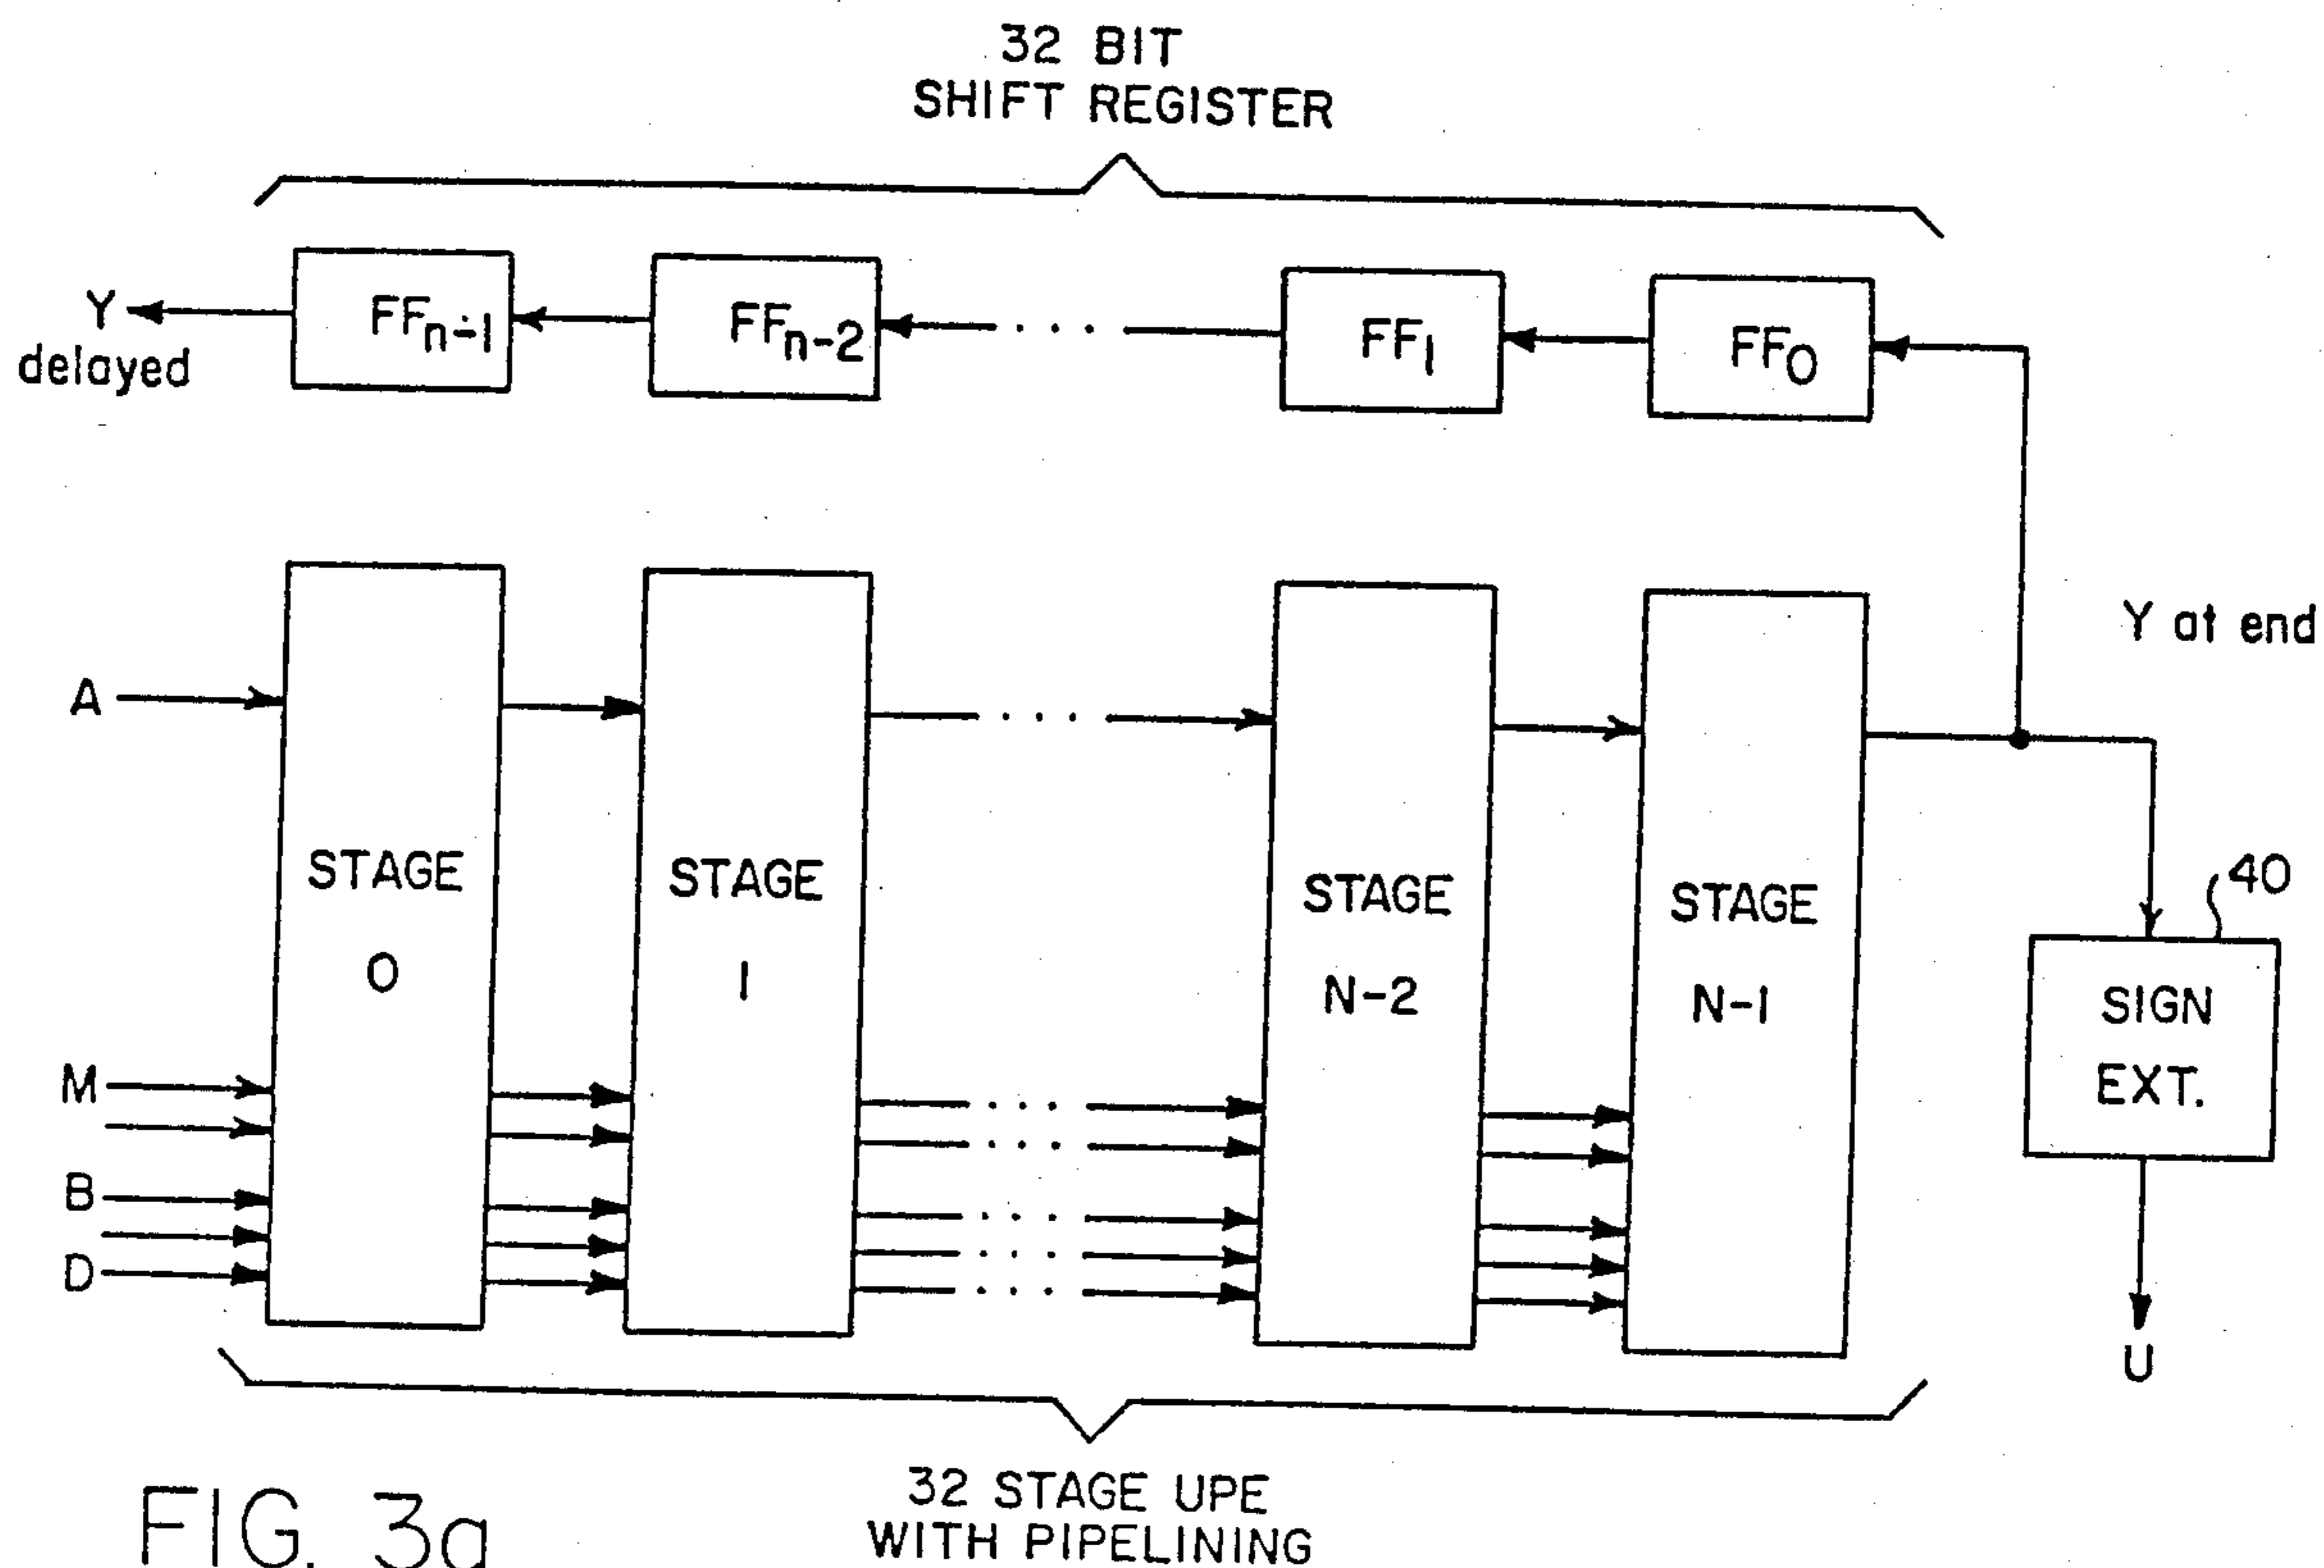 32 BIT
SHIFT REGISTER
Y
delayed
FFn-1
FFn-2
. . .
FF1
FF0
Y at end
A
. . .
STAGE
0
STAGE
1
STAGE
N-2
STAGE
N-1
40
SIGN
EXT.
M
B
D
U
32 STAGE UPE
WITH PIPELINING
FIG. 3a